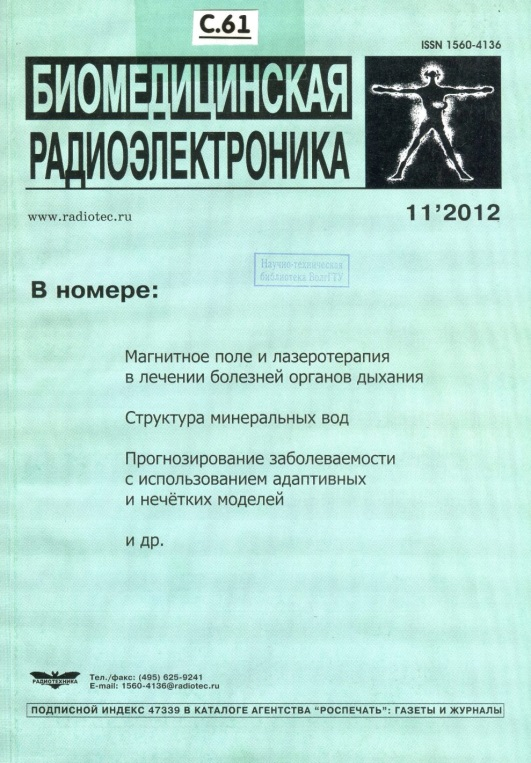 С.61
ISSN 1560-4136
БИОМЕДИЦИНСКАЯ
РАДИОЭЛЕКТРОНИКА
www.radiotec.ru
11’2012
Научно-техническая
библиотека ВолгГТУ
В номере:
Магнитное поле и лазеротерапия
в лечении болезней органов дыхания
Структура минеральных вод
Прогнозирование заболеваемости
с использованием адаптивных
и нечётких моделей
и др.
РАДИОТЕХНИКА
Тел./факс: (495) 625-9241
E-mail: 1560-4136@radiotec.ru
ПОДПИСНОЙ ИНДЕКС 47339 В КАТАЛОГЕ АГЕНТСТВА "РОСПЕЧАТЬ": ГАЗЕТЫ И ЖУРНАЛЫ